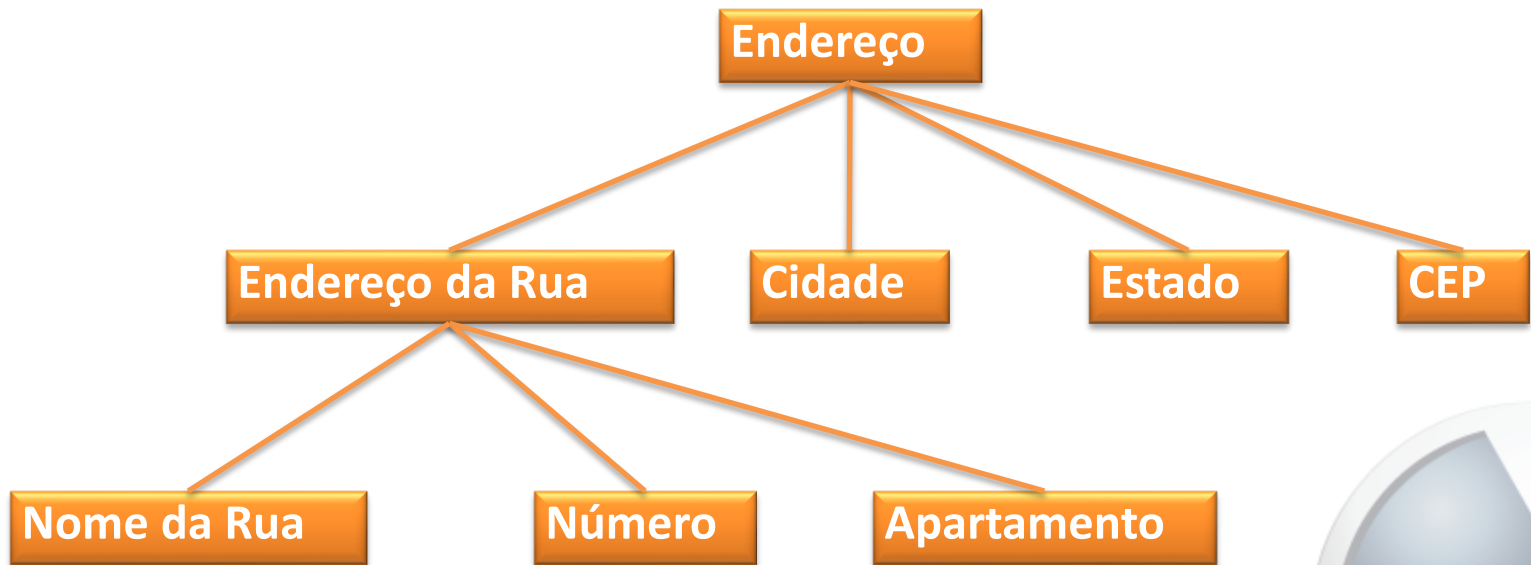 Endereço
Endereço da Rua
Cidade
Estado
CEP
Nome da Rua
Número
Apartamento